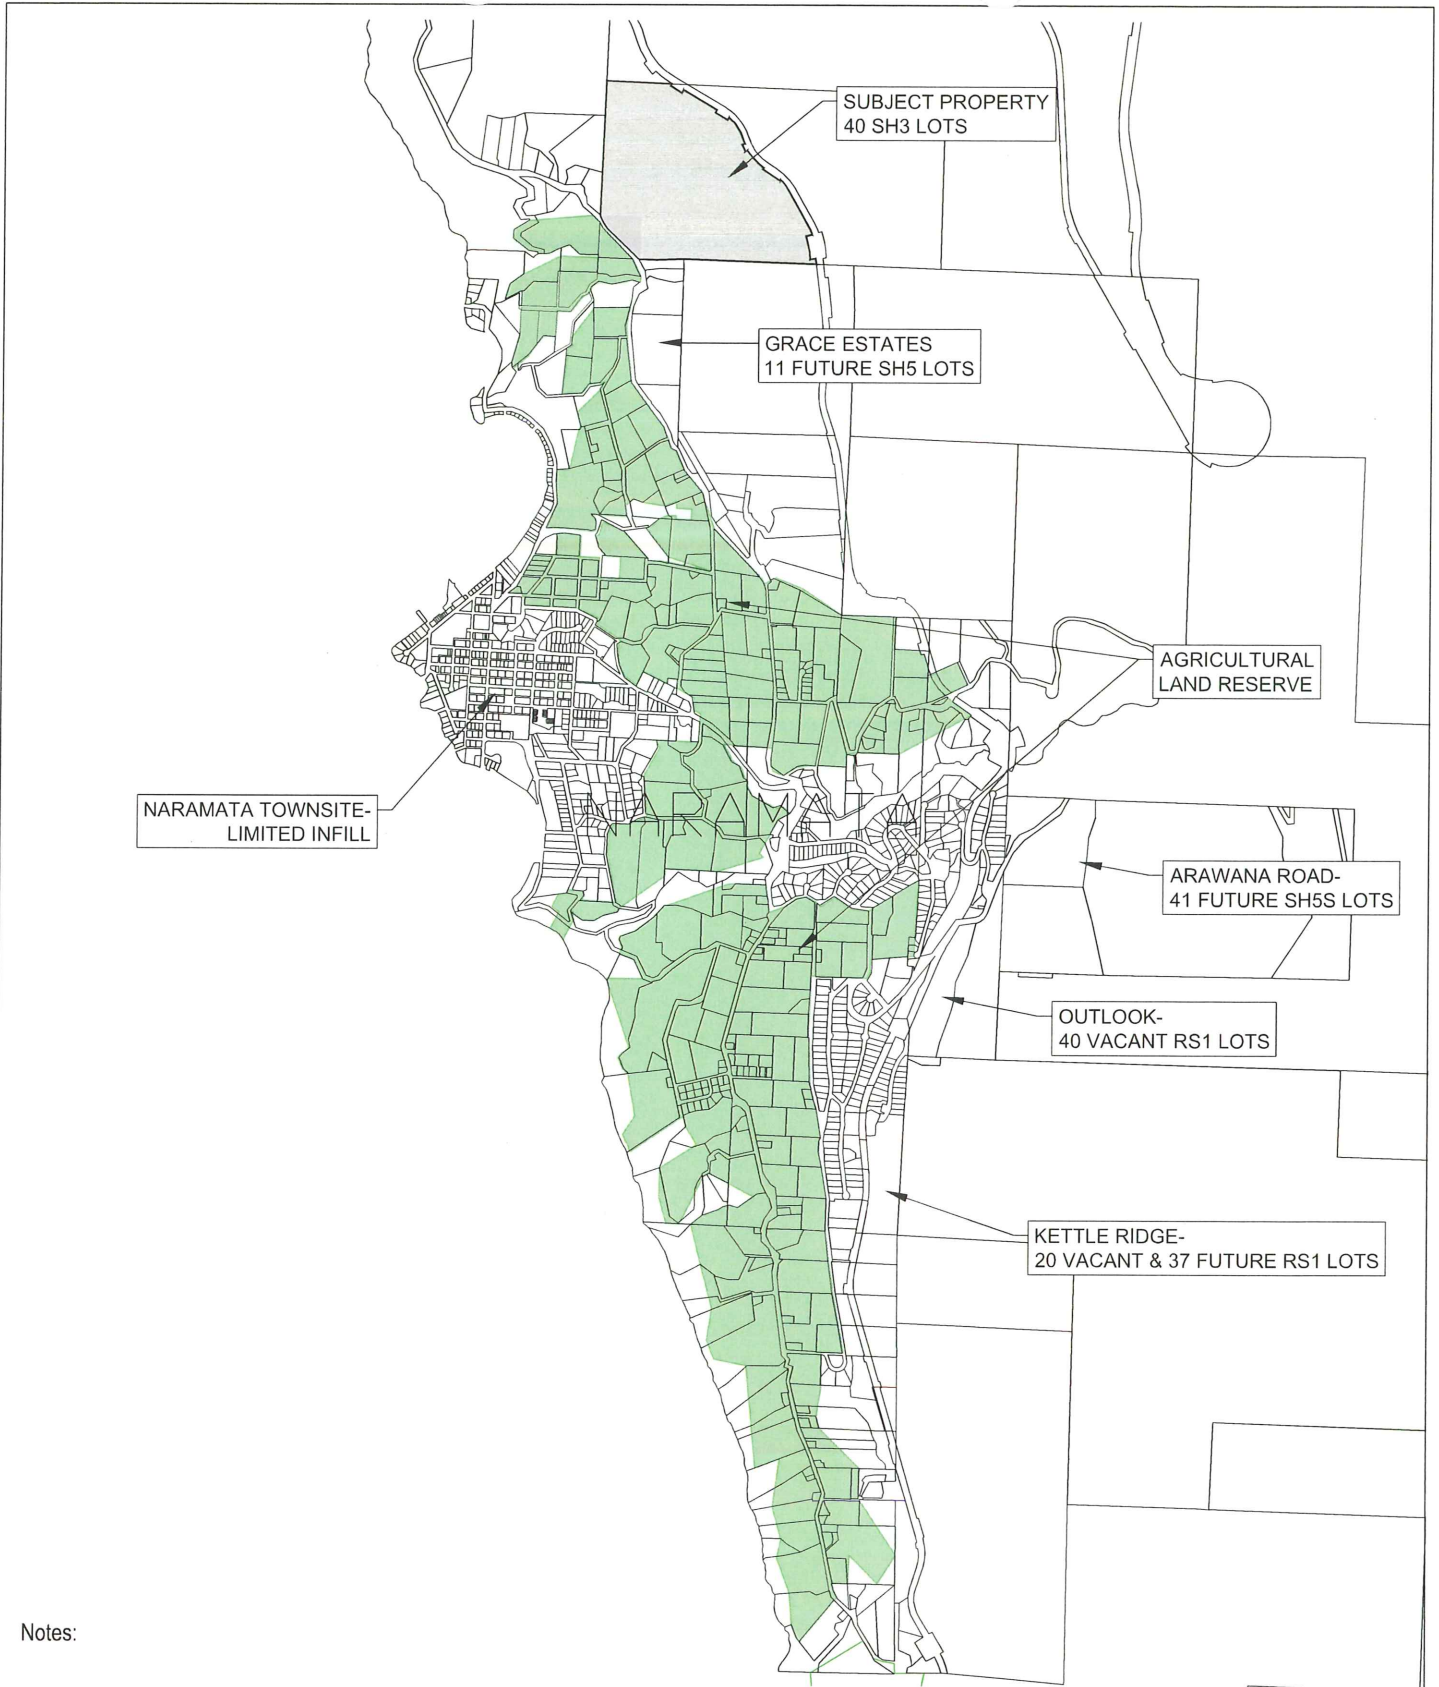 SUBJECT PROPERTY
40 SH3 LOTS
GRACE ESTATES
11 FUTURE SH5 LOTS
AGRICULTURAL
LAND RESERVE
NARAMATA TOWNSITE-
LIMITED INFILL
NARAMATA
ARAWANA ROAD-
41 FUTURE SH5S LOTS
OUTLOOK-
40 VACANT RS1 LOTS
KETTLE RIDGE-
20 VACANT & 37 FUTURE RS1 LOTS
Notes: